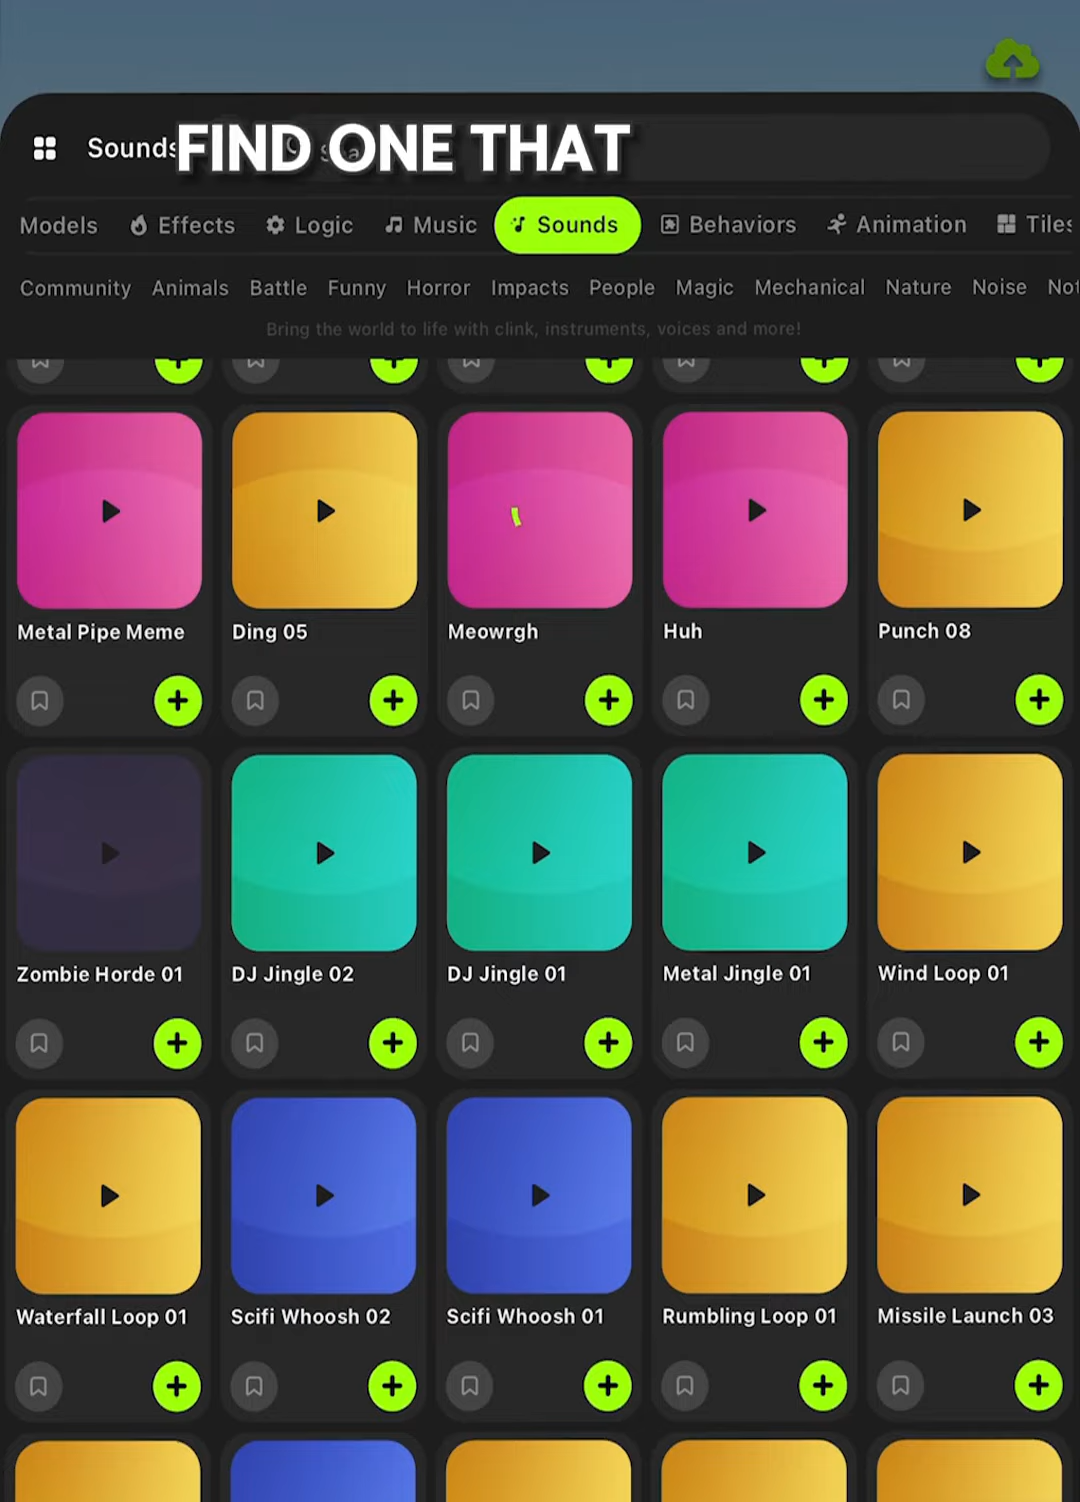 Sounds
FIND ONE THAT
Models Effects Logic Music Sounds Behaviors Animation Tiles
Community Animals Battle Funny Horror Impacts People Magic Mechanical Nature Noise Not
Bring the world to life with clink, instruments, voices and more!
Metal Pipe Meme Ding 05 Meowrgh Huh Punch 08
Zombie Horde 01 DJ Jingle 02 DJ Jingle 01 Metal Jingle 01 Wind Loop 01
Waterfall Loop 01 Scifi Whoosh 02 Scifi Whoosh 01 Rumbling Loop 01 Missile Launch 03